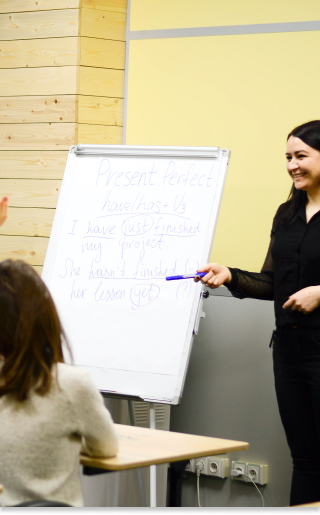 Present Perfect
have/has + V3
I have just finished
my project
She hasn't finished
her lesson yet (-)